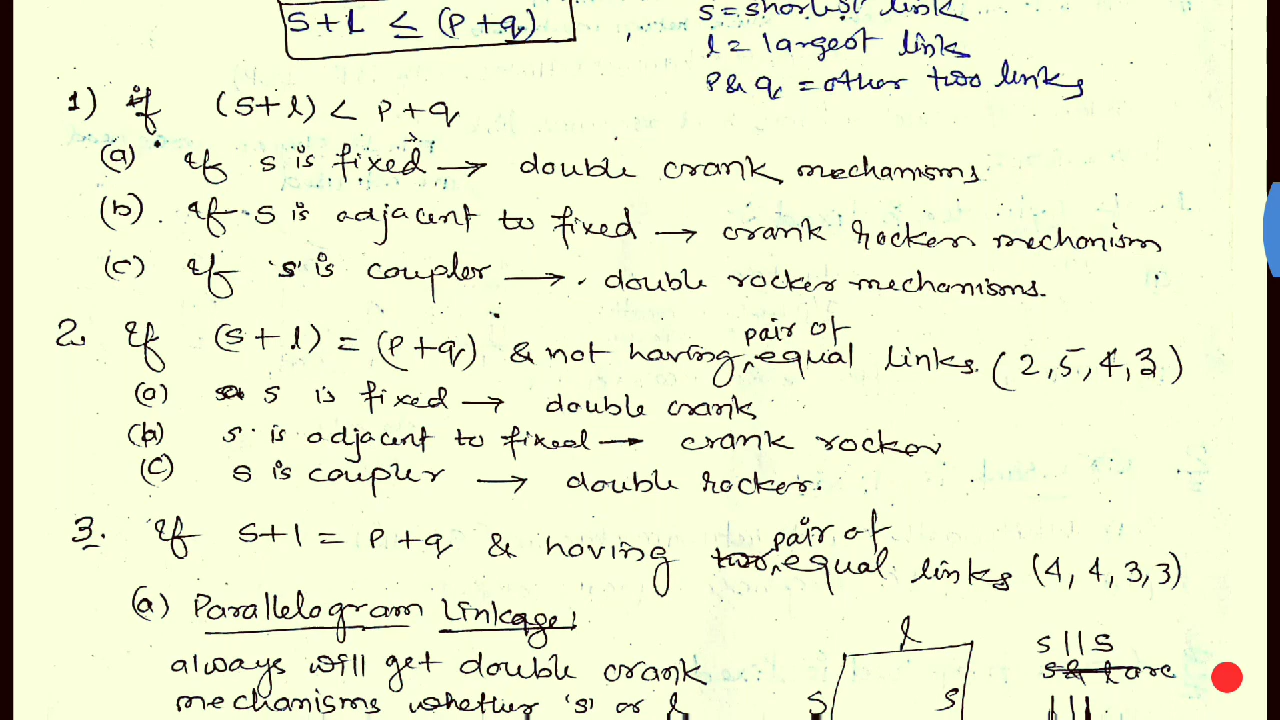 S+L ≤ (P+q) , s = shortest link
l = largest link
P & q = other two links
1) if (s+l) < p+q
(a) If s is fixed → double crank mechanisms
(b). If s is adjacent to fixed → crank rocker mechanism
(c) If 's' is coupler → double rocker mechanisms.
2. If (s+l) = (p+q) & not having pair of equal links. (2,5,4,3)
(a) s is fixed → double crank
(b) s is adjacent to fixed → crank rocker
(c) s is coupler → double rocker.
3. If s+l = p+q & having two, pair of equal links (4,4,3,3)
(a) Parallelogram Linkage:
always will get double crank
mechanisms whether 's' or l
l
s s
s || s
s & l are
l || l